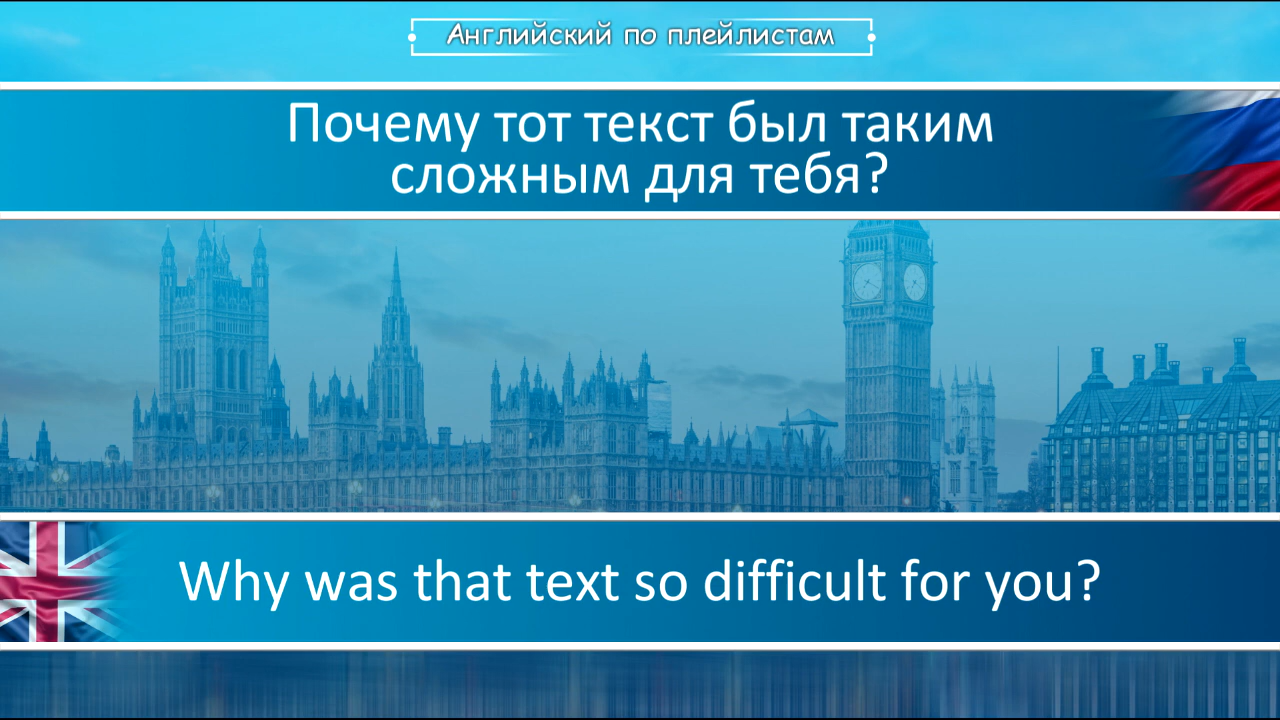 Английский по плейлистам
Почему тот текст был таким
сложным для тебя?
Why was that text so difficult for you?